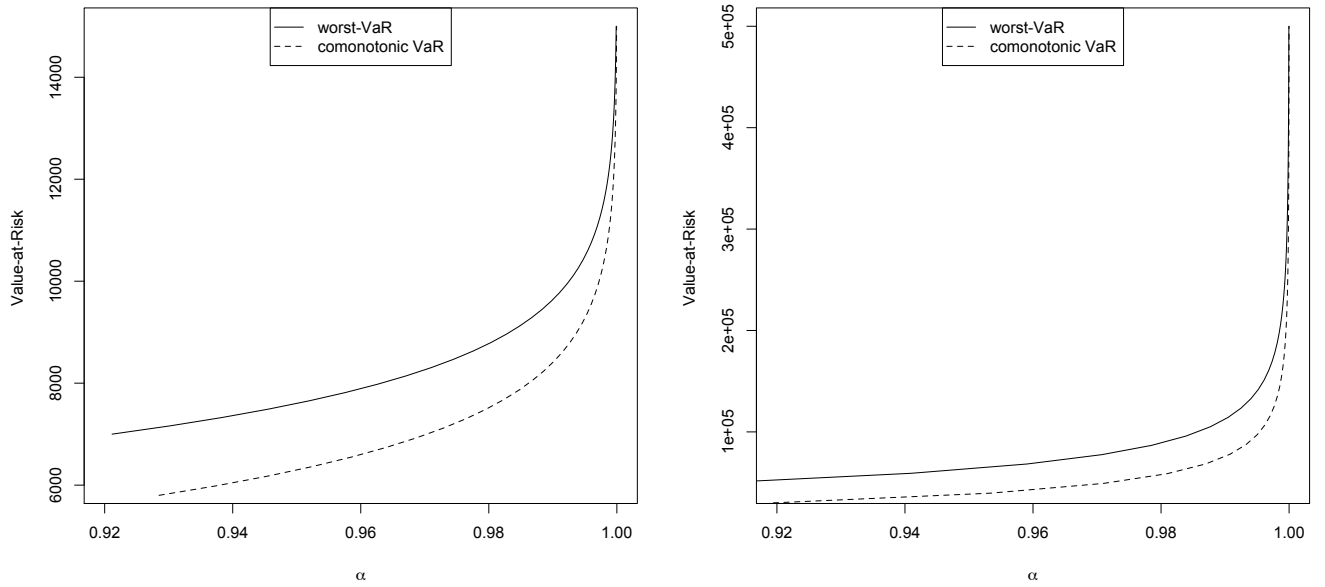 worst-VaR
comonotonic VaR
Value-at-Risk
14000
12000
10000
8000
6000
0.92 0.94 0.96 0.98 1.00
α
worst-VaR
comonotonic VaR
Value-at-Risk
5e+05
4e+05
3e+05
2e+05
1e+05
0.92 0.94 0.96 0.98 1.00
α